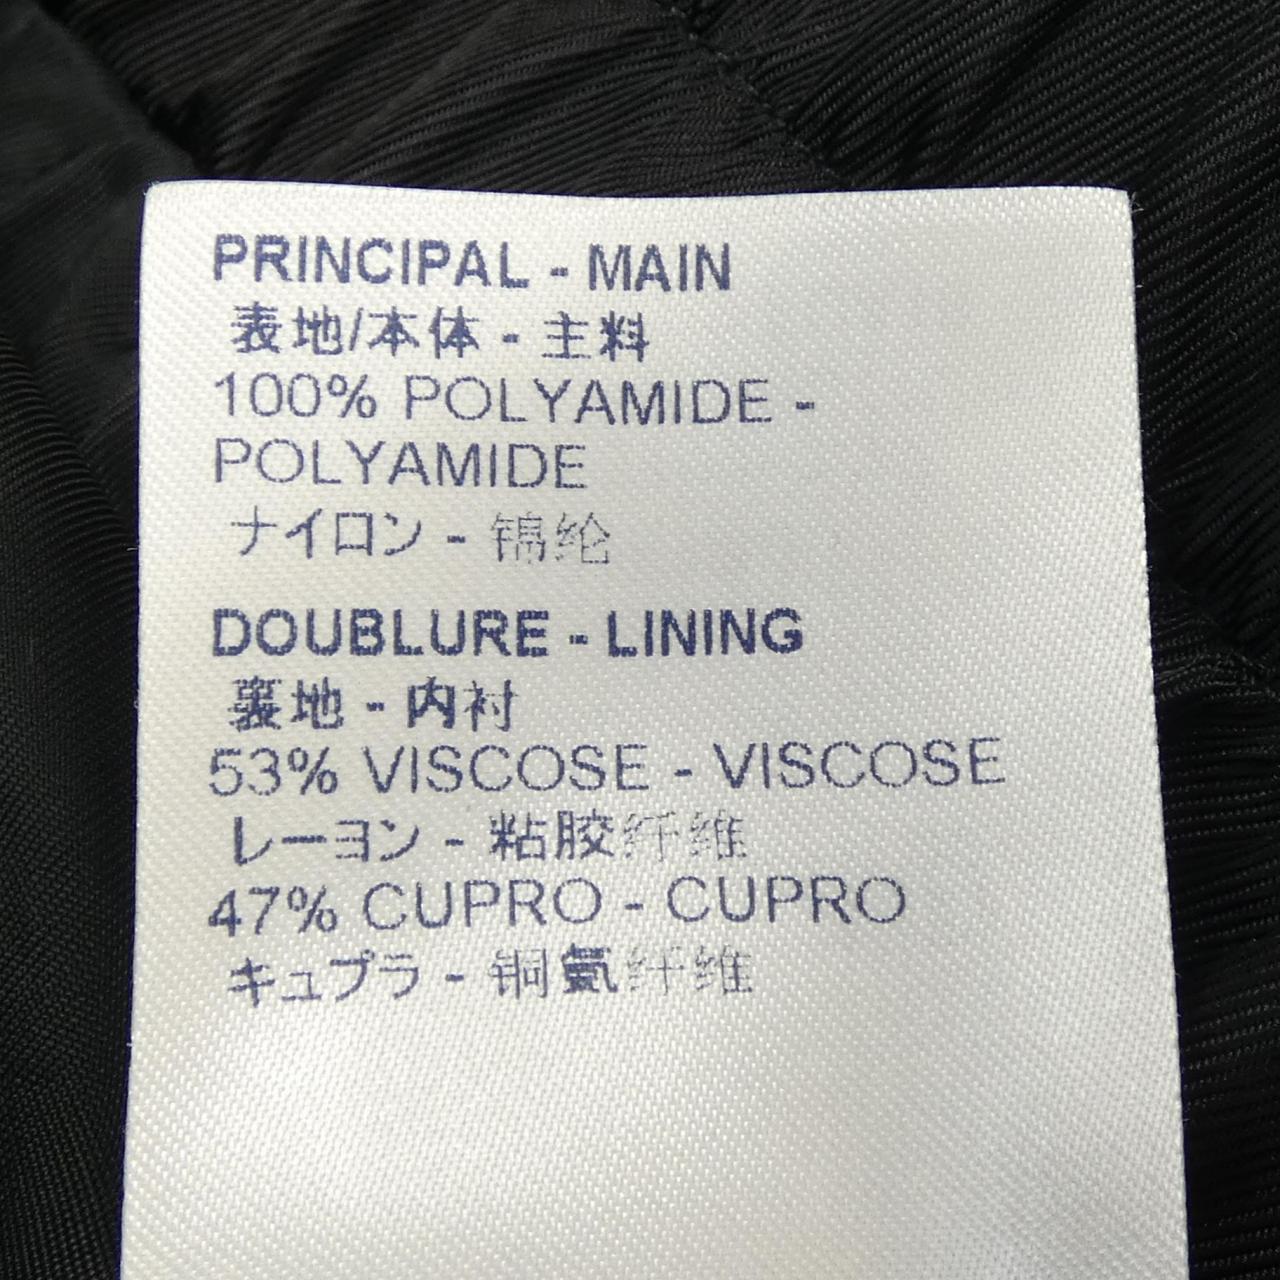 PRINCIPAL - MAIN
表地/本体 - 主料
100% POLYAMIDE -
POLYAMIDE
ナイロン - 锦纶
DOUBLURE - LINING
裏地 - 内衬
53% VISCOSE - VISCOSE
レーヨン - 粘胶纤维
47% CUPRO - CUPRO
キュプラ - 铜氨纤维